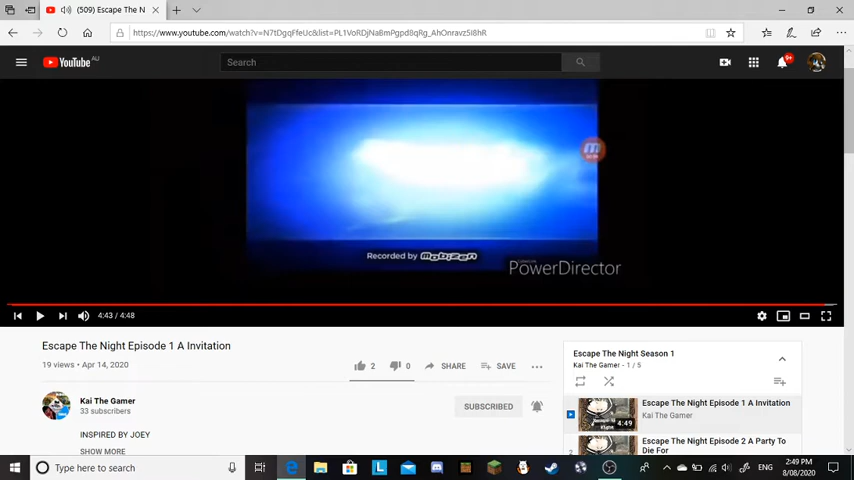 (509) Escape The N
https://www.youtube.com/watch?v=N7tDgqFfeUc&list=PL1VoRDjNaBmPgpd8qRg_AhOnravz5I8hR
YouTube AU
Search
9+
Recorded by mobizen
PowerDirector
4:43 / 4:48
Escape The Night Episode 1 A Invitation
19 views • Apr 14, 2020
2
0
SHARE
SAVE
Kai The Gamer
33 subscribers
SUBSCRIBED
INSPIRED BY JOEY
SHOW MORE
Escape The Night Season 1
Kai The Gamer - 1 / 5
4:49
Escape The Night Episode 1 A Invitation
Kai The Gamer
2
Escape The Night Episode 2 A Party To
Die For
Type here to search
ENG
2:49 PM
8/08/2020